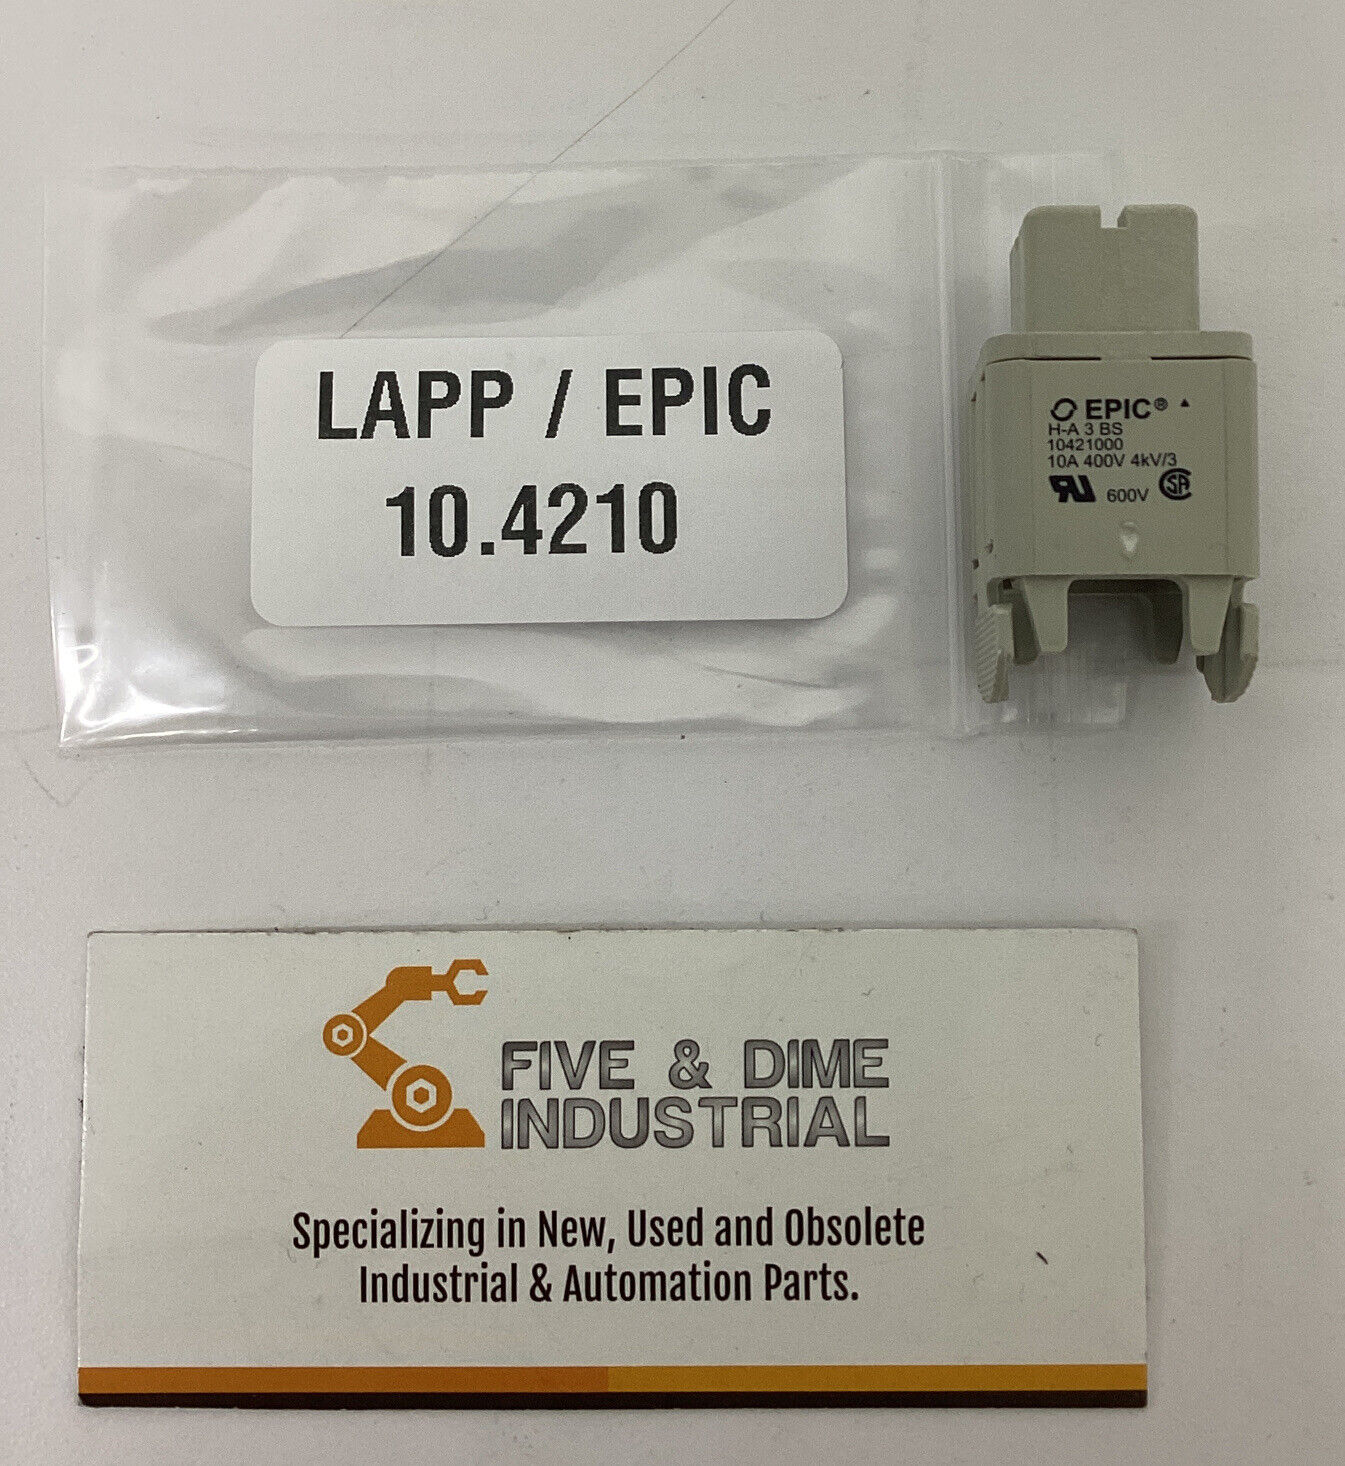 LAPP / EPIC
10.4210
EPIC®
H-A 3 BS
10421000
10A 400V 4kV/3
600V
FIVE & DIME
INDUSTRIAL
Specializing in New, Used and Obsolete
Industrial & Automation Parts.